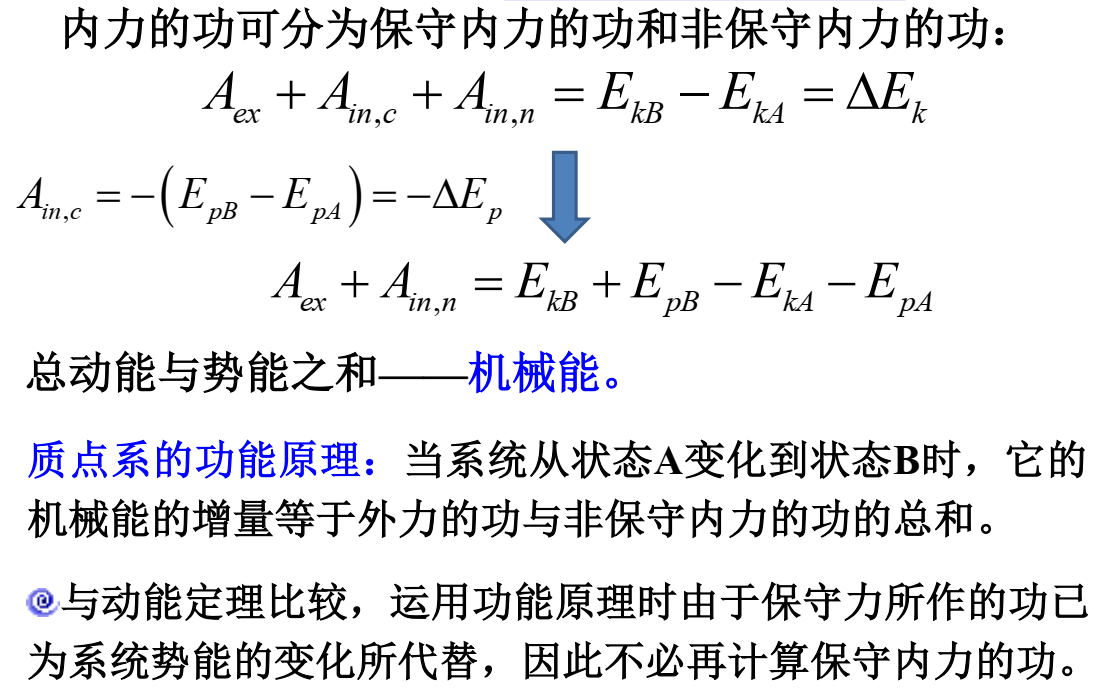 内力的功可分为保守内力的功和非保守内力的功：
A_{ex} + A_{in,c} + A_{in,n} = E_{kB} − E_{kA} = ΔE_k
A_{in,c} = −(E_{pB} − E_{pA}) = −ΔE_p
A_{ex} + A_{in,n} = E_{kB} + E_{pB} − E_{kA} − E_{pA}
总动能与势能之和——机械能。
质点系的功能原理：当系统从状态A变化到状态B时，它的
机械能的增量等于外力的功与非保守内力的功的总和。
与动能定理比较，运用功能原理时由于保守力所作的功已
为系统势能的变化所代替，因此不必再计算保守内力的功。